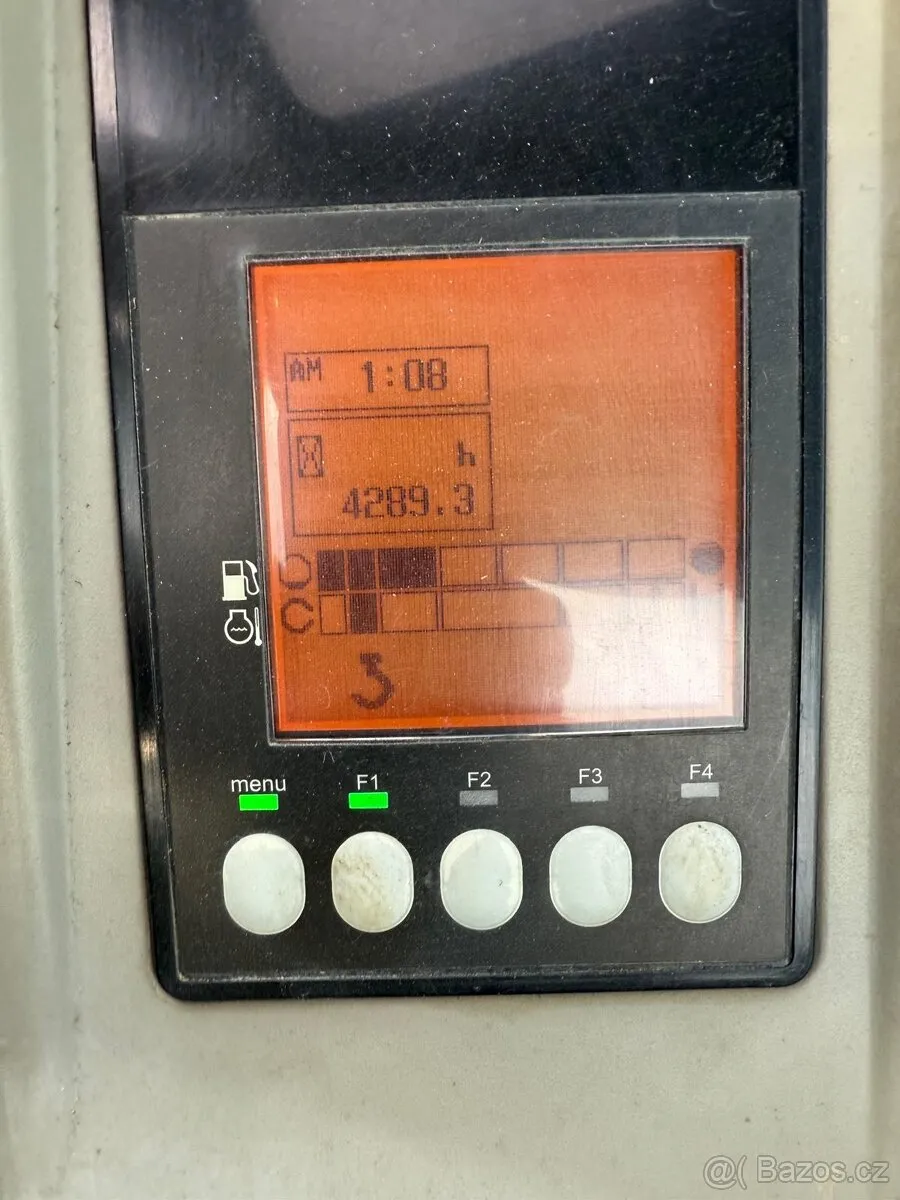 AM 1:08
h
4289.3
menu F1 F2 F3 F4
@( Bazos.cz